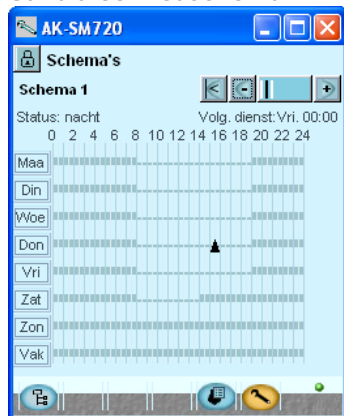 AK-SM720
Schema's
Schema 1
Status: nacht Volg. dienst:Vri. 00:00
0 2 4 6 8 10 12 14 16 18 20 22 24
Maa
Din
Woe
Don
Vri
Zat
Zon
Vak